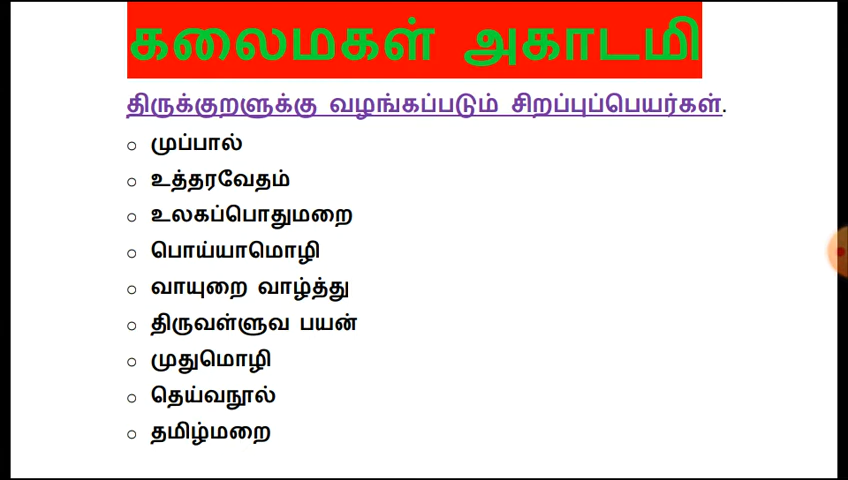 கலைமகள் அகாடமி
திருக்குறளுக்கு வழங்கப்படும் சிறப்புப்பெயர்கள்.
○ முப்பால்
○ உத்தரவேதம்
○ உலகப்பொதுமறை
○ பொய்யாமொழி
○ வாயுறை வாழ்த்து
○ திருவள்ளுவ பயன்
○ முதுமொழி
○ தெய்வநூல்
○ தமிழ்மறை